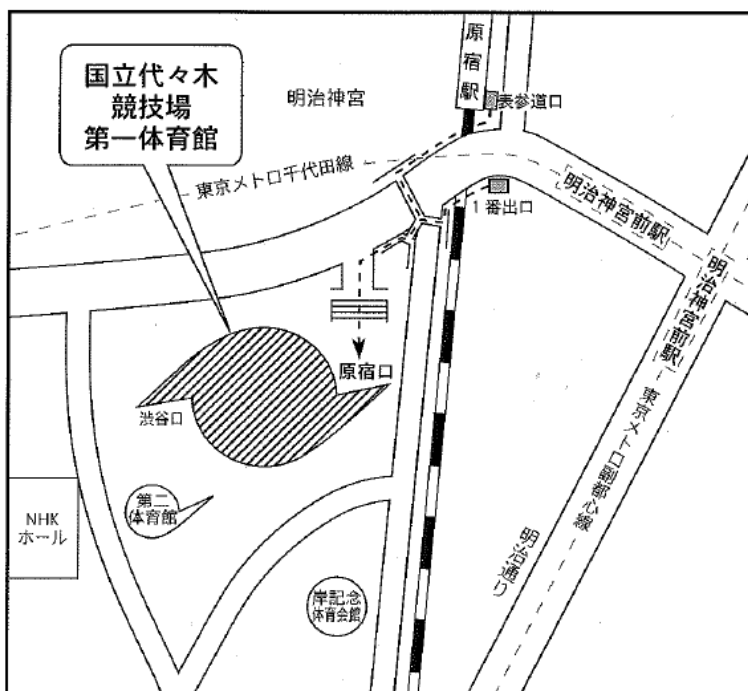 国立代々木
競技場
第一体育館
明治神宮
原宿駅
表参道口
東京メトロ千代田線
1番出口
明治神宮前駅
明治神宮前駅
原宿口
渋谷口
東京メトロ副都心線
第二
体育館
NHK
ホール
明治通り
岸記念
体育会館